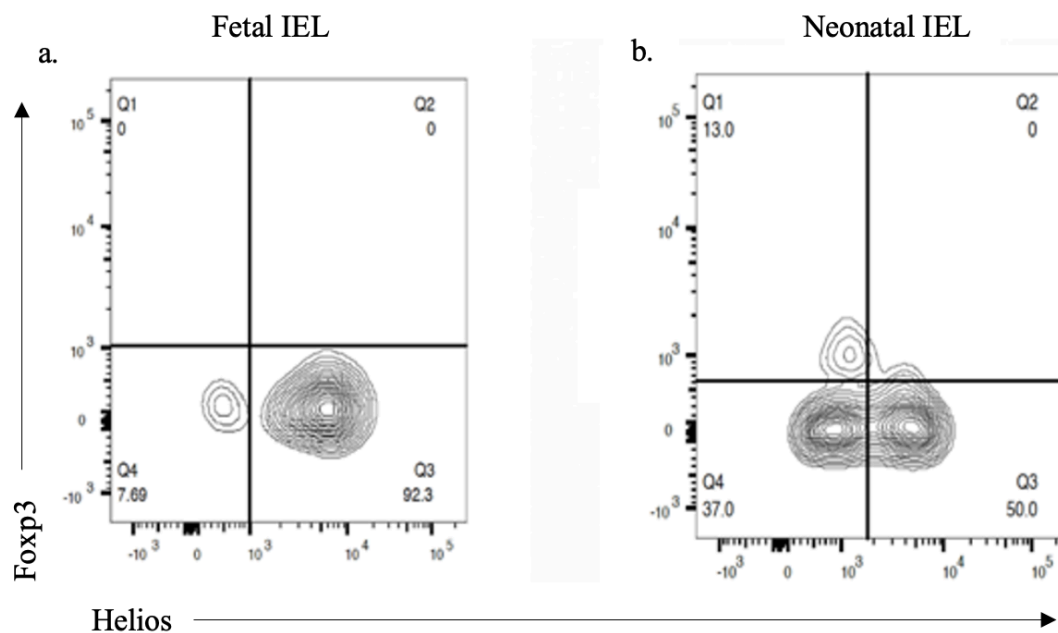 Fetal IEL
Neonatal IEL
a.
b.
Q1
0
Q2
0
10^5
10^4
10^3
0
-10^3
Q4
7.69
Q3
92.3
-10^3 0 10^3 10^4 10^5
Q1
13.0
Q2
0
10^5
10^4
10^3
0
-10^3
Q4
37.0
Q3
50.0
-10^3 0 10^3 10^4 10^5
Foxp3
Helios